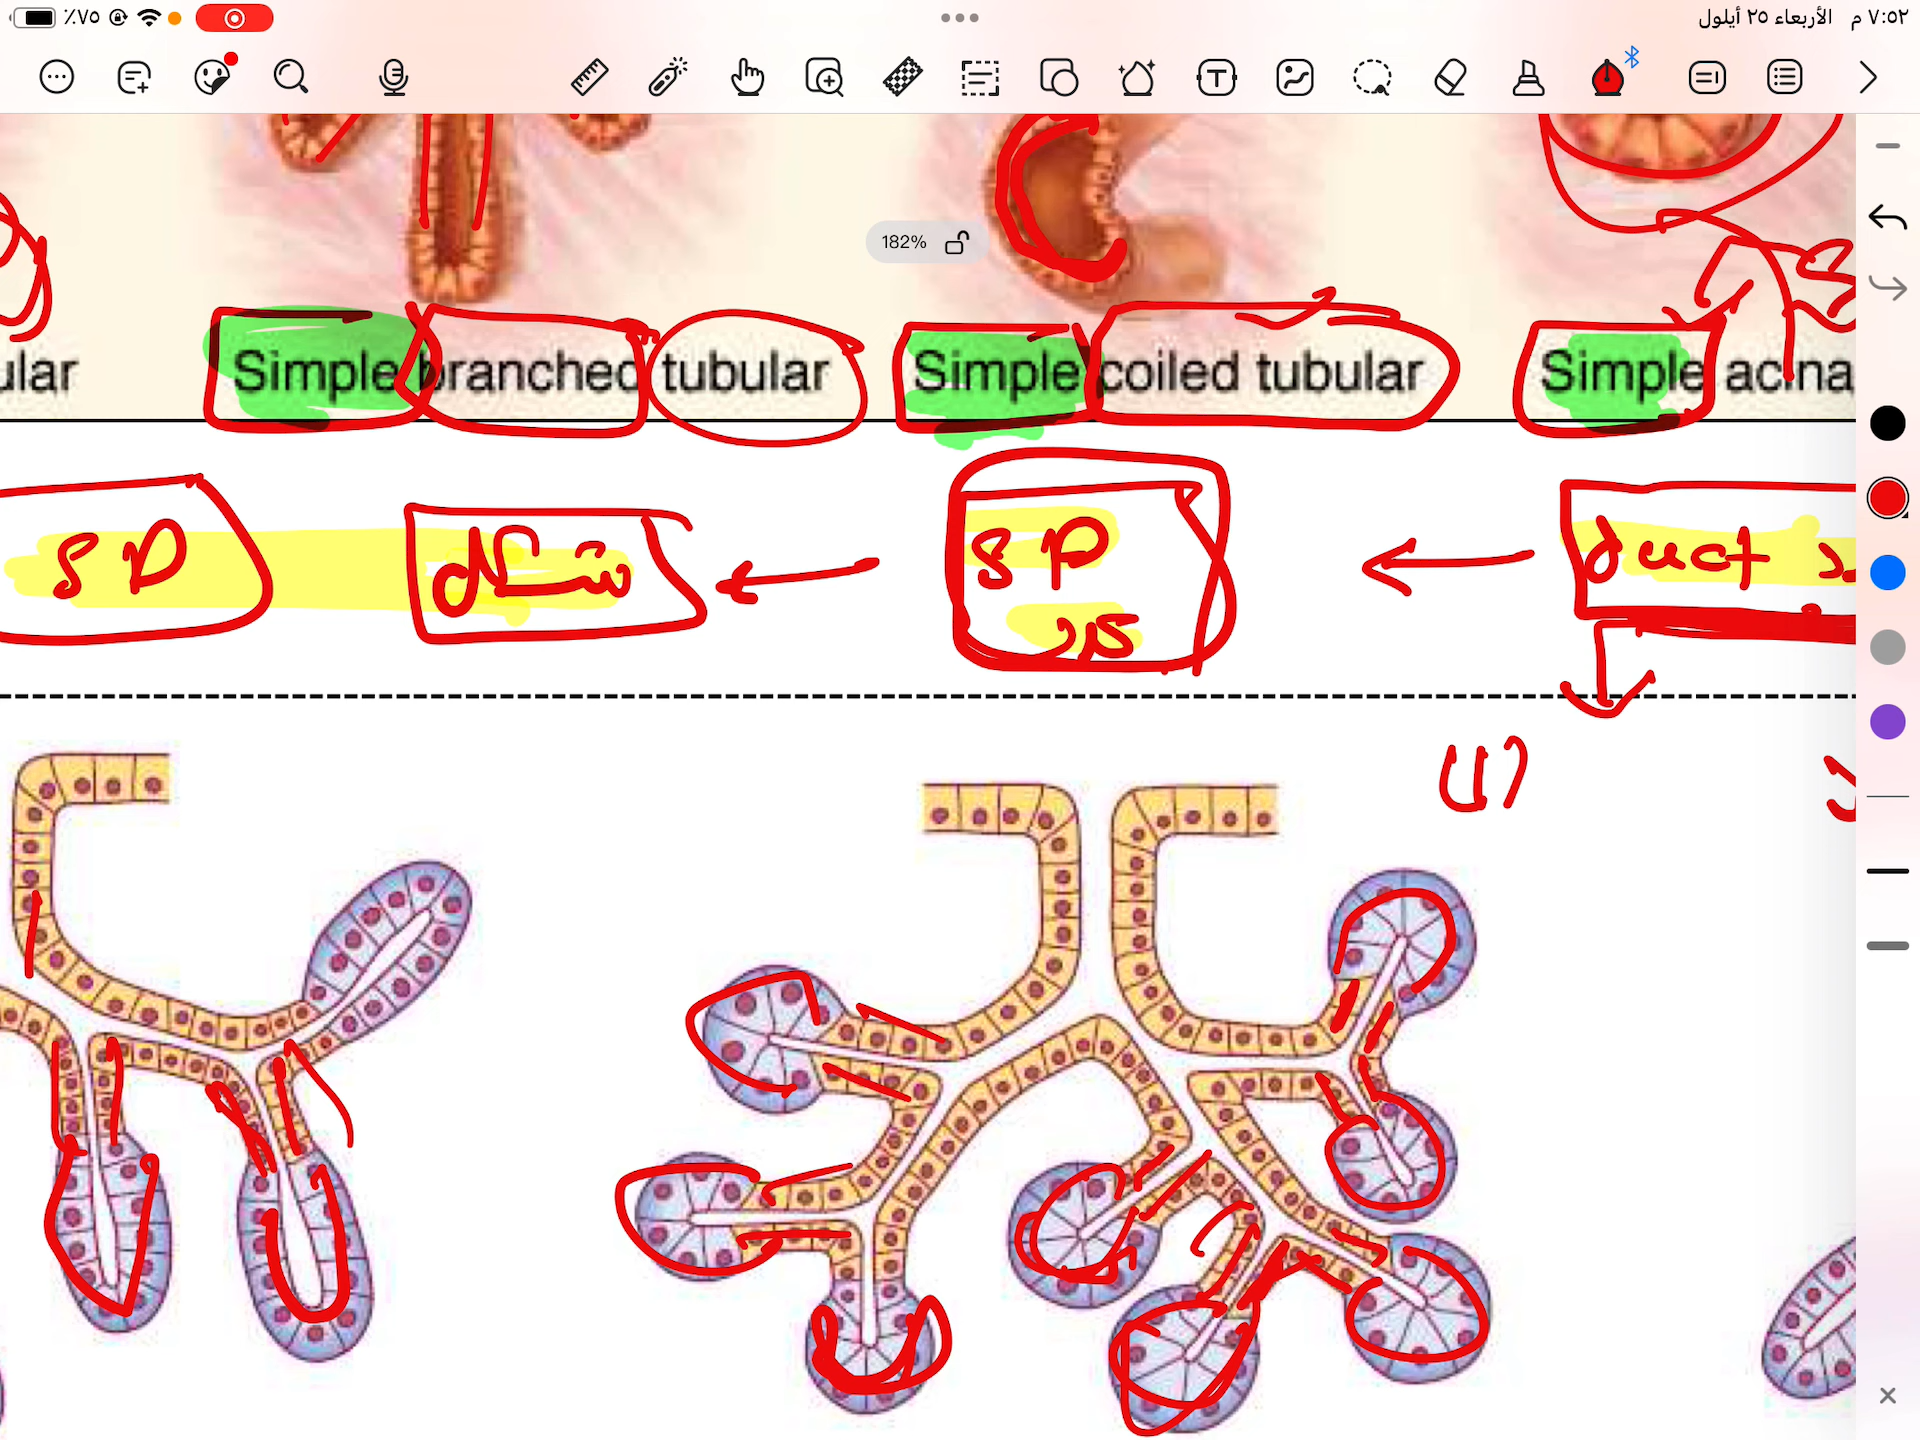 ٧:٥٢ م الأربعاء ٢٥ أيلول
٪٧٥
182%
ular
Simple branched tubular
Simple coiled tubular
Simple acina
duct
SP
SD